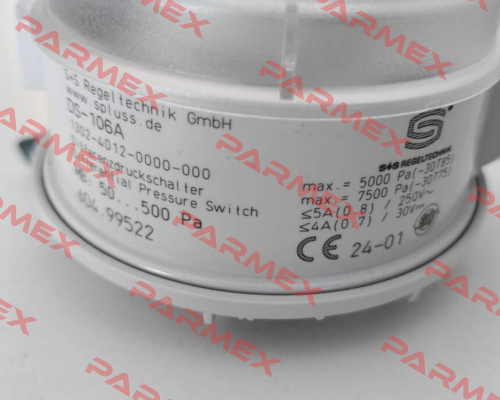 S+S Regeltechnik GmbH
www.spluss.de
DS-106A
1302-4012-0000-000
Differenzdruckschalter
Differential Pressure Switch
50...500 Pa
604.99522
S
S+S REGELTECHNIK
max.= 5000 Pa(-30T85)
max.= 7500 Pa(-30T75)
≤5A(0.8) / 250V~
≤4A(0.7) / 30V⎓
CE 24-01
PARMEX
PARMEX
PARMEX
PARMEX
PARMEX
PARMEX
PARMEX
PARMEX
PARMEX